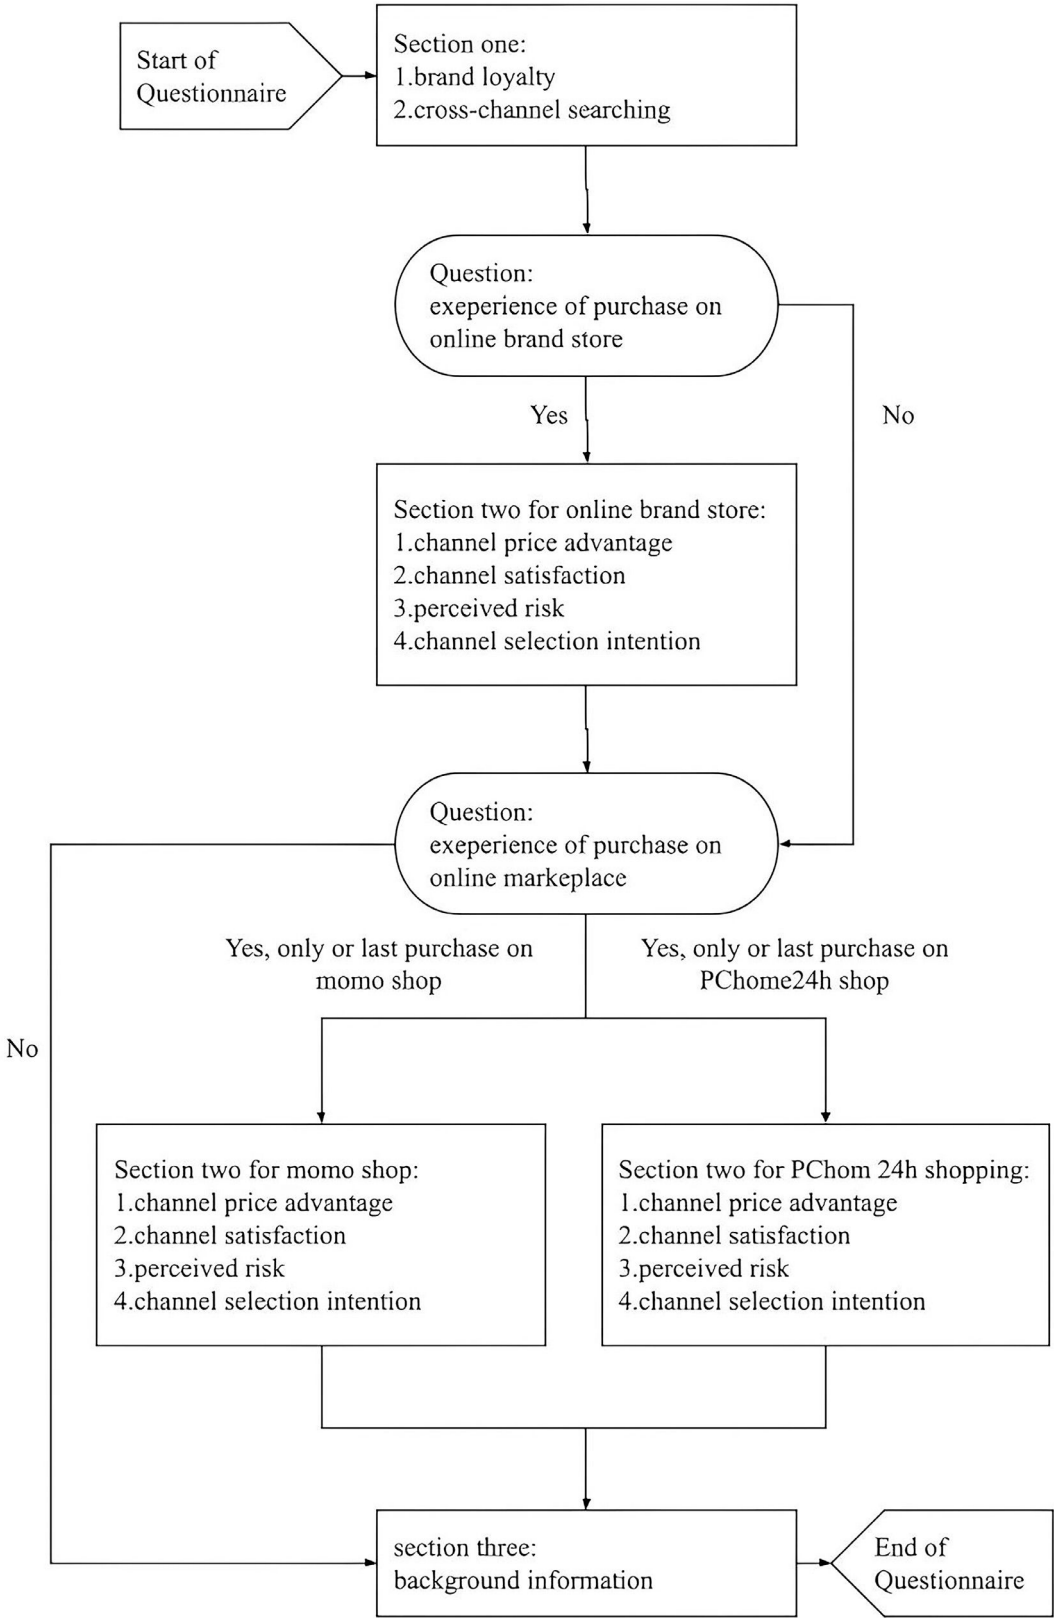 Start of
Questionnaire
Section one:
1.brand loyalty
2.cross-channel searching
Question:
exeperience of purchase on
online brand store
Yes
No
Section two for online brand store:
1.channel price advantage
2.channel satisfaction
3.perceived risk
4.channel selection intention
Question:
exeperience of purchase on
online markeplace
Yes, only or last purchase on
momo shop
Yes, only or last purchase on
PChome24h shop
No
Section two for momo shop:
1.channel price advantage
2.channel satisfaction
3.perceived risk
4.channel selection intention
Section two for PChom 24h shopping:
1.channel price advantage
2.channel satisfaction
3.perceived risk
4.channel selection intention
section three:
background information
End of
Questionnaire